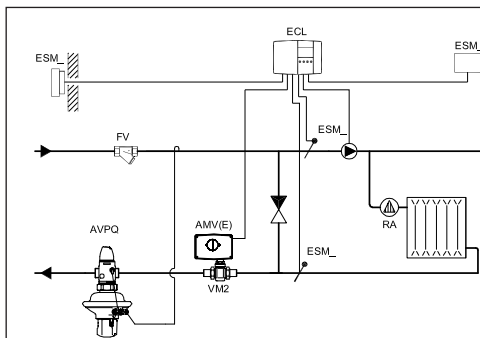 ECL
ESM_
ESM_
FV
ESM_
AVPQ
AMV(E)
RA
ESM_
VM2